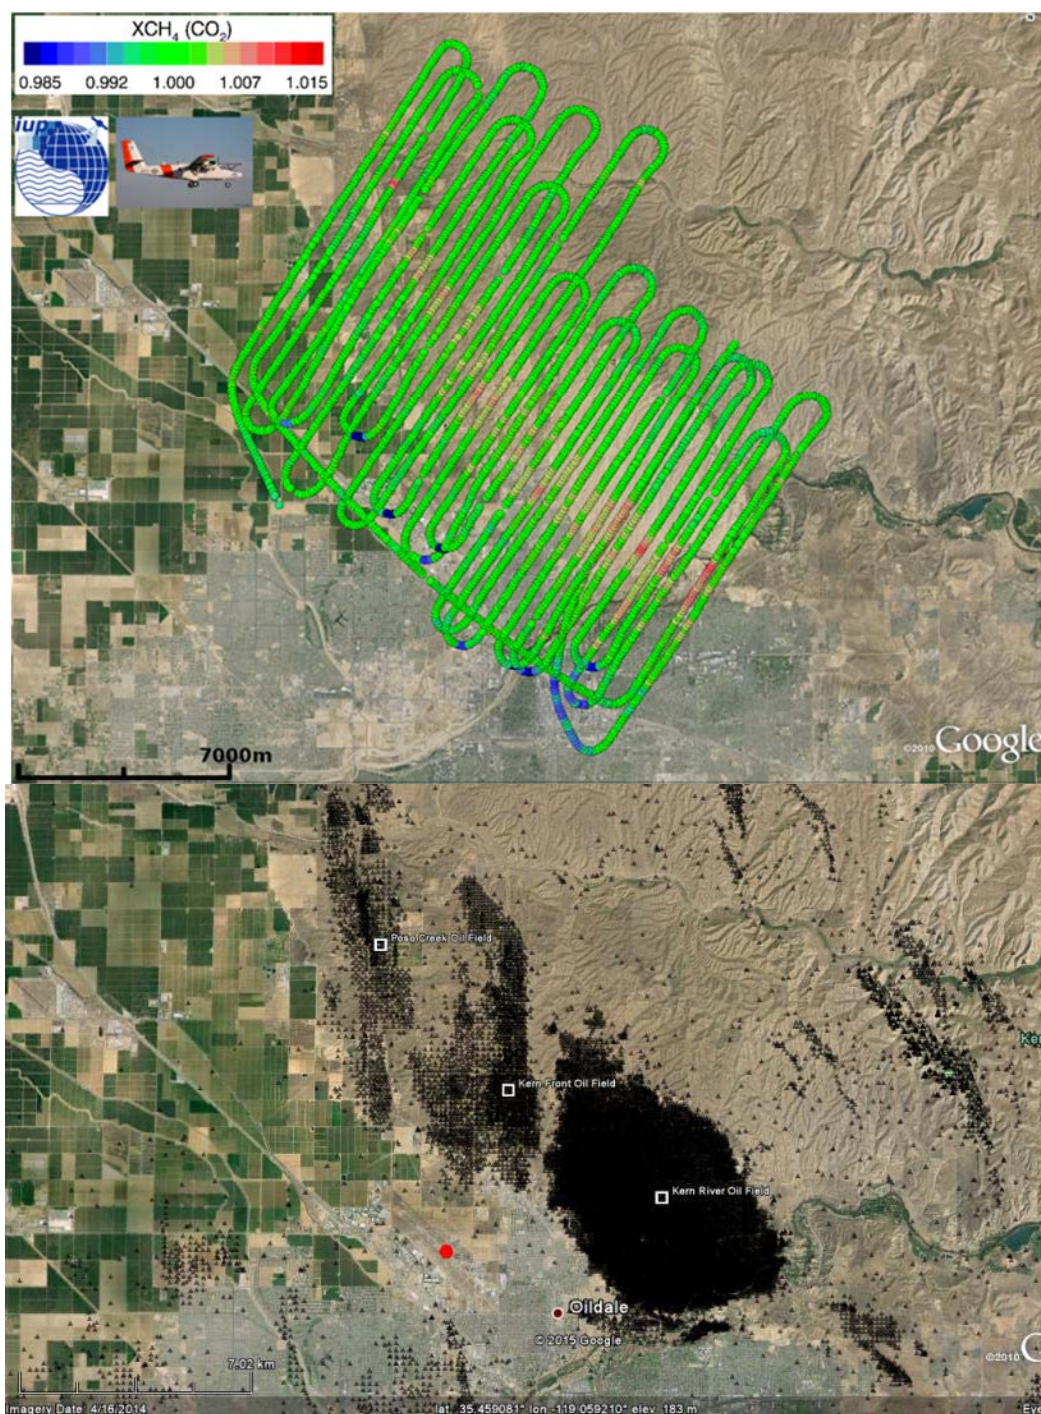 XCH₄ (CO₂)
0.985 0.992 1.000 1.007 1.015
iup
7000m
©2010 Google
Poso Creek Oil Field
Kern Front Oil Field
Kern River Oil Field
Ke
Oildale
© 2015 Google
7.02 km
©2010
Imagery Date: 4/16/2014 lat 35.459081° lon -119.059210° elev 183 m Eye